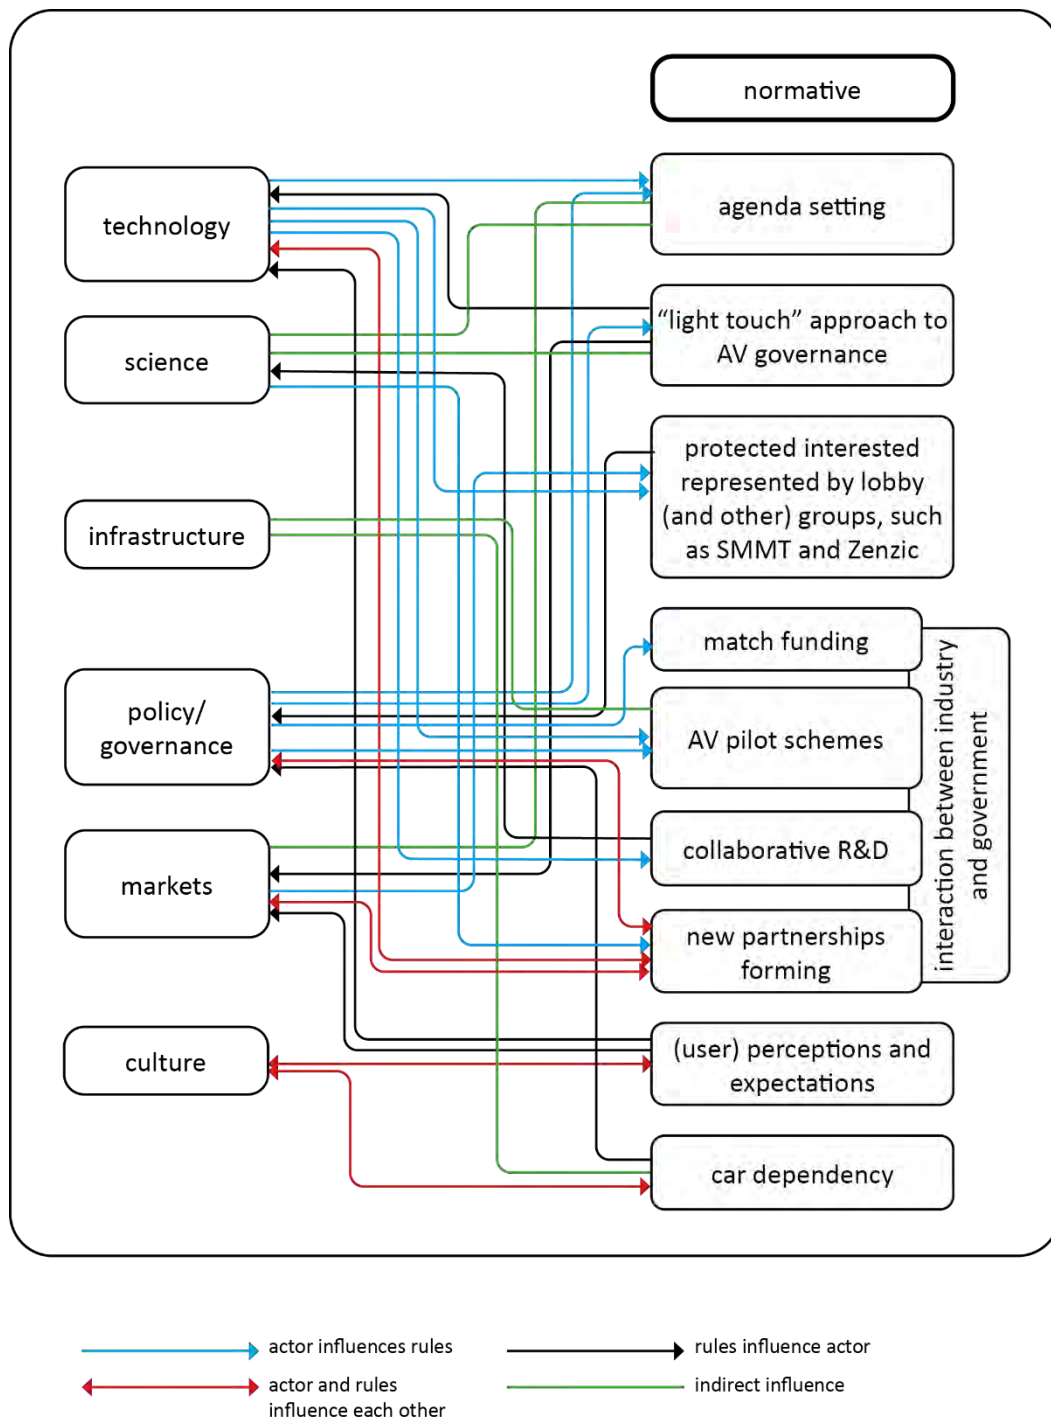 normative
technology
science
infrastructure
policy/
governance
markets
culture
agenda setting
“light touch” approach to
AV governance
protected interested
represented by lobby
(and other) groups, such
as SMMT and Zenzic
match funding
AV pilot schemes
collaborative R&D
new partnerships
forming
interaction between industry
and government
(user) perceptions and
expectations
car dependency
actor influences rules
actor and rules
influence each other
rules influence actor
indirect influence